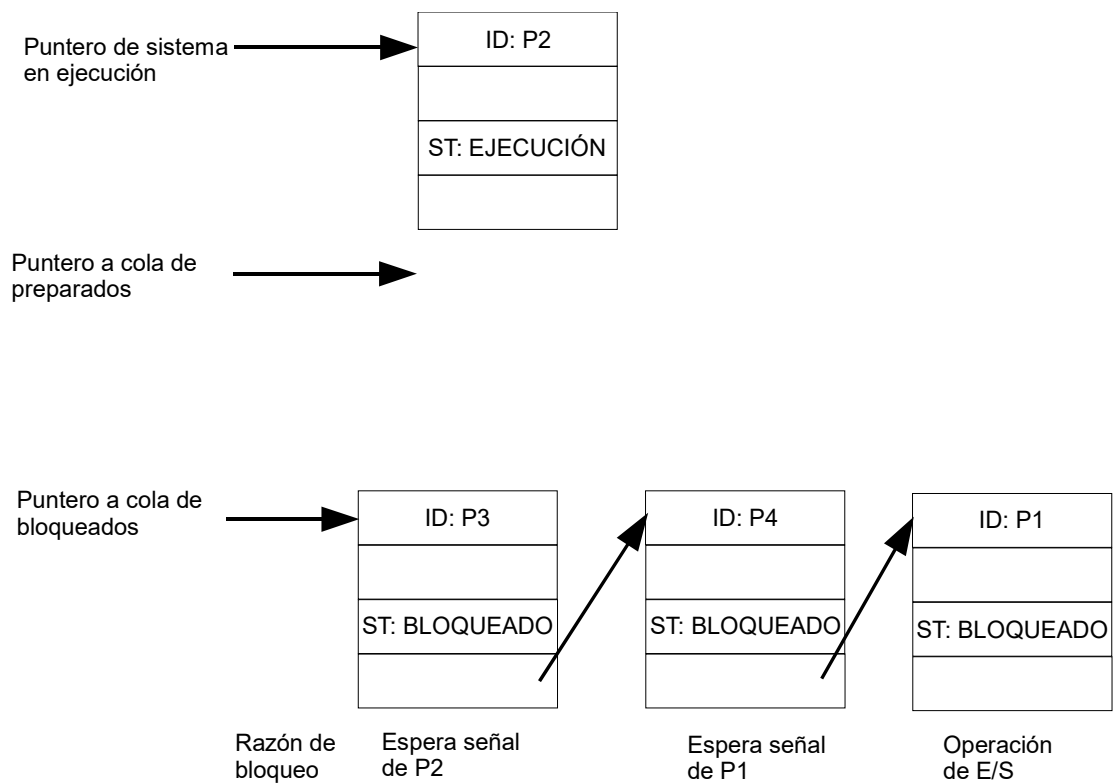 Puntero de sistema
en ejecución
ID: P2
ST: EJECUCIÓN
Puntero a cola de
preparados
Puntero a cola de
bloqueados
ID: P3
ID: P4
ID: P1
ST: BLOQUEADO
ST: BLOQUEADO
ST: BLOQUEADO
Razón de
bloqueo
Espera señal
de P2
Espera señal
de P1
Operación
de E/S